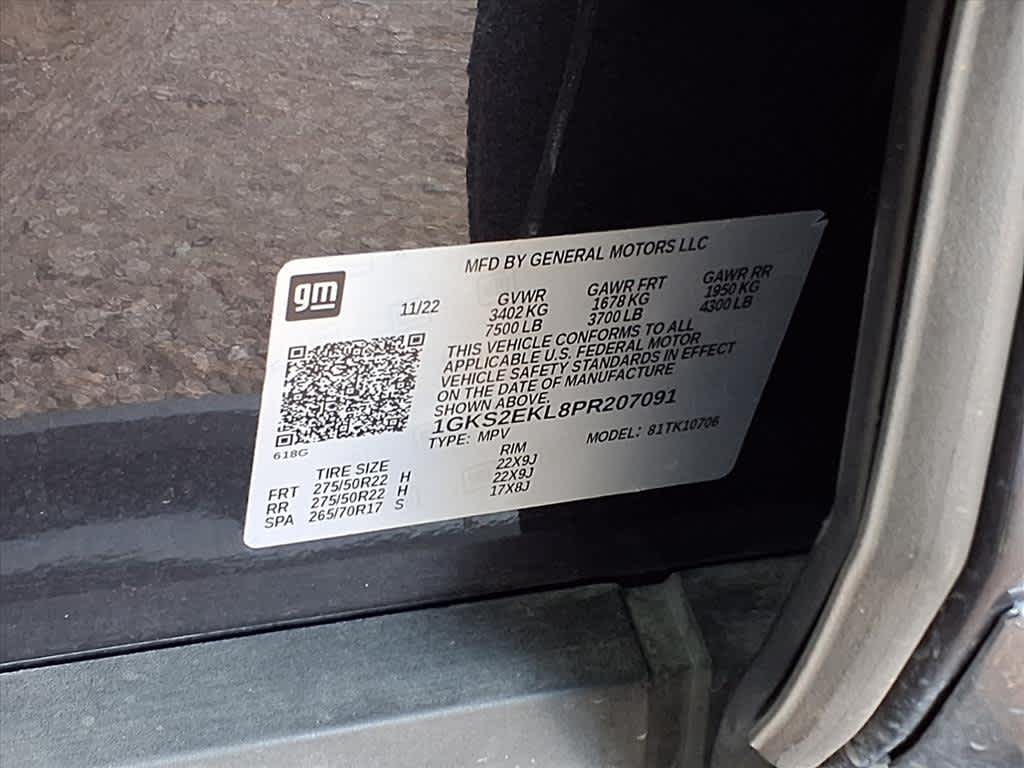 gm
MFD BY GENERAL MOTORS LLC
11/22
GVWR GAWR FRT GAWR RR
3402 KG 1678 KG 1950 KG
7500 LB 3700 LB 4300 LB
THIS VEHICLE CONFORMS TO ALL
APPLICABLE U.S. FEDERAL MOTOR
VEHICLE SAFETY STANDARDS IN EFFECT
ON THE DATE OF MANUFACTURE
SHOWN ABOVE.
1GKS2EKL8PR207091
TYPE: MPV MODEL: 81TK10706
618G
TIRE SIZE RIM
FRT 275/50R22 H 22X9J
RR 275/50R22 H 22X9J
SPA 265/70R17 S 17X8J